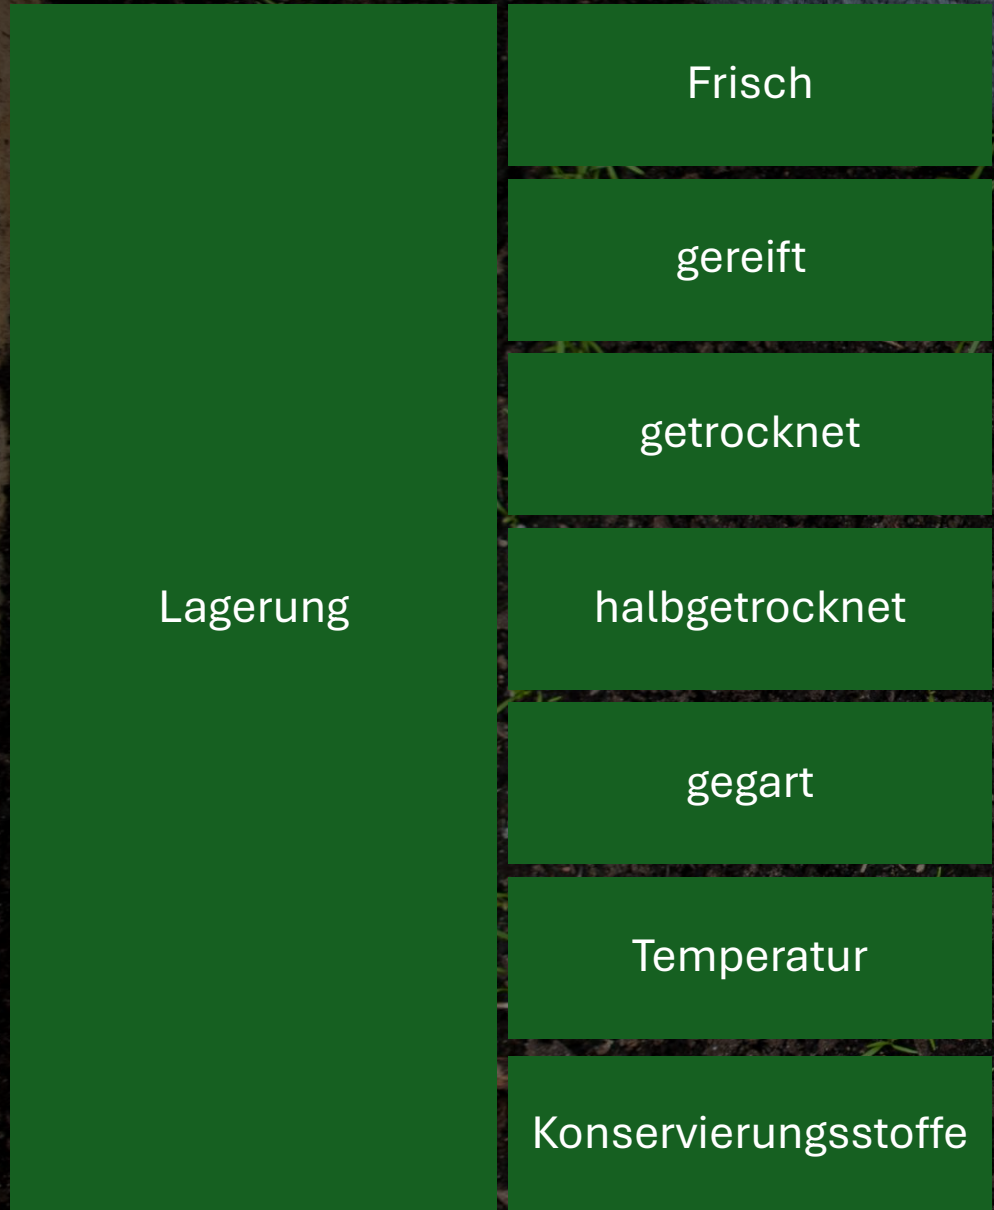 Lagerung
Frisch
gereift
getrocknet
halbgetrocknet
gegart
Temperatur
Konservierungsstoffe